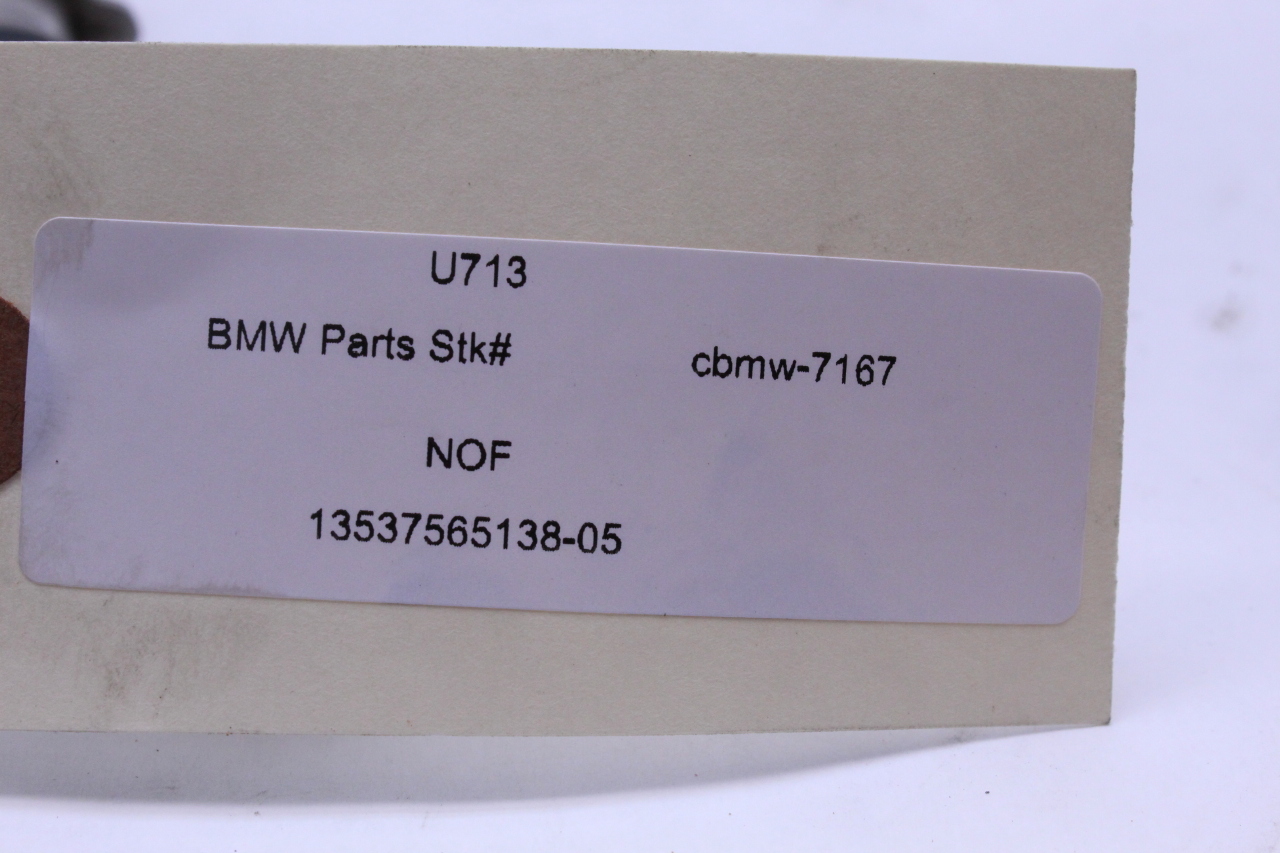 U713
BMW Parts Stk# cbmw-7167
NOF
13537565138-05